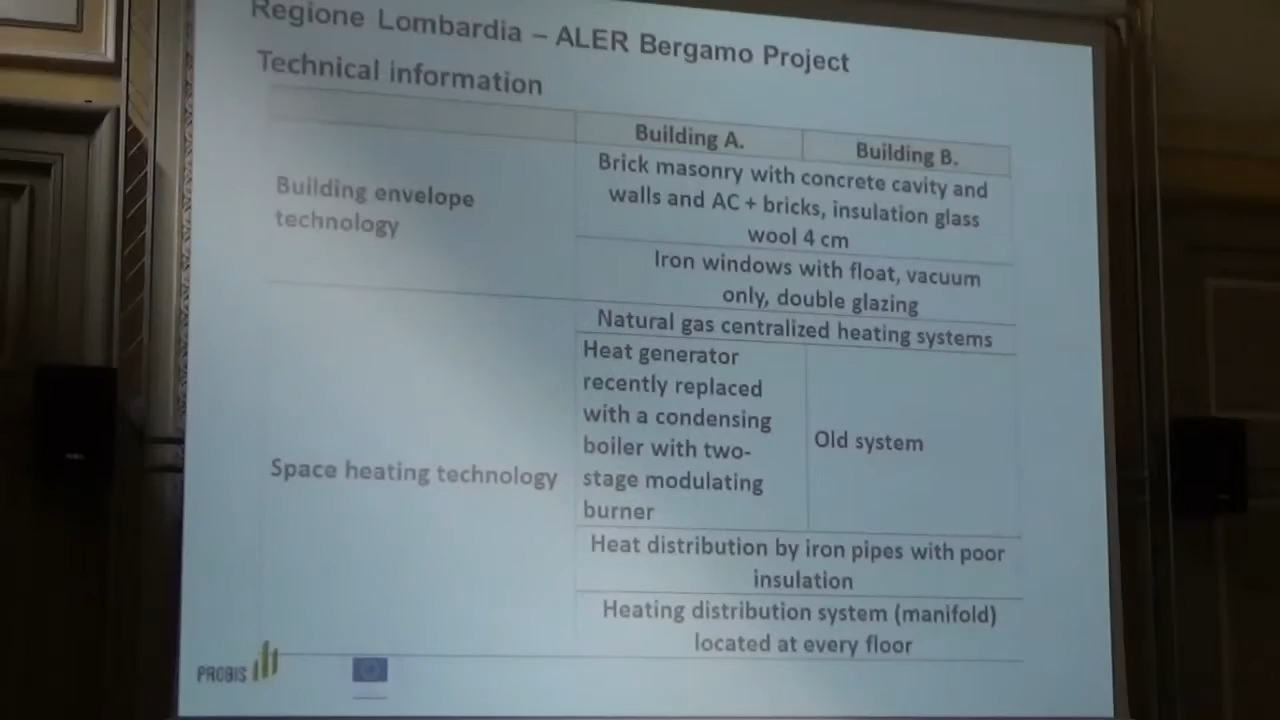 Regione Lombardia – ALER Bergamo Project
Technical information
Building A.
Building B.
Building envelope
technology
Brick masonry with concrete cavity and
walls and AC + bricks, insulation glass
wool 4 cm
Iron windows with float, vacuum
only, double glazing
Space heating technology
Natural gas centralized heating systems
Heat generator
recently replaced
with a condensing
boiler with two-
stage modulating
burner
Old system
Heat distribution by iron pipes with poor
insulation
Heating distribution system (manifold)
located at every floor
PROBIS